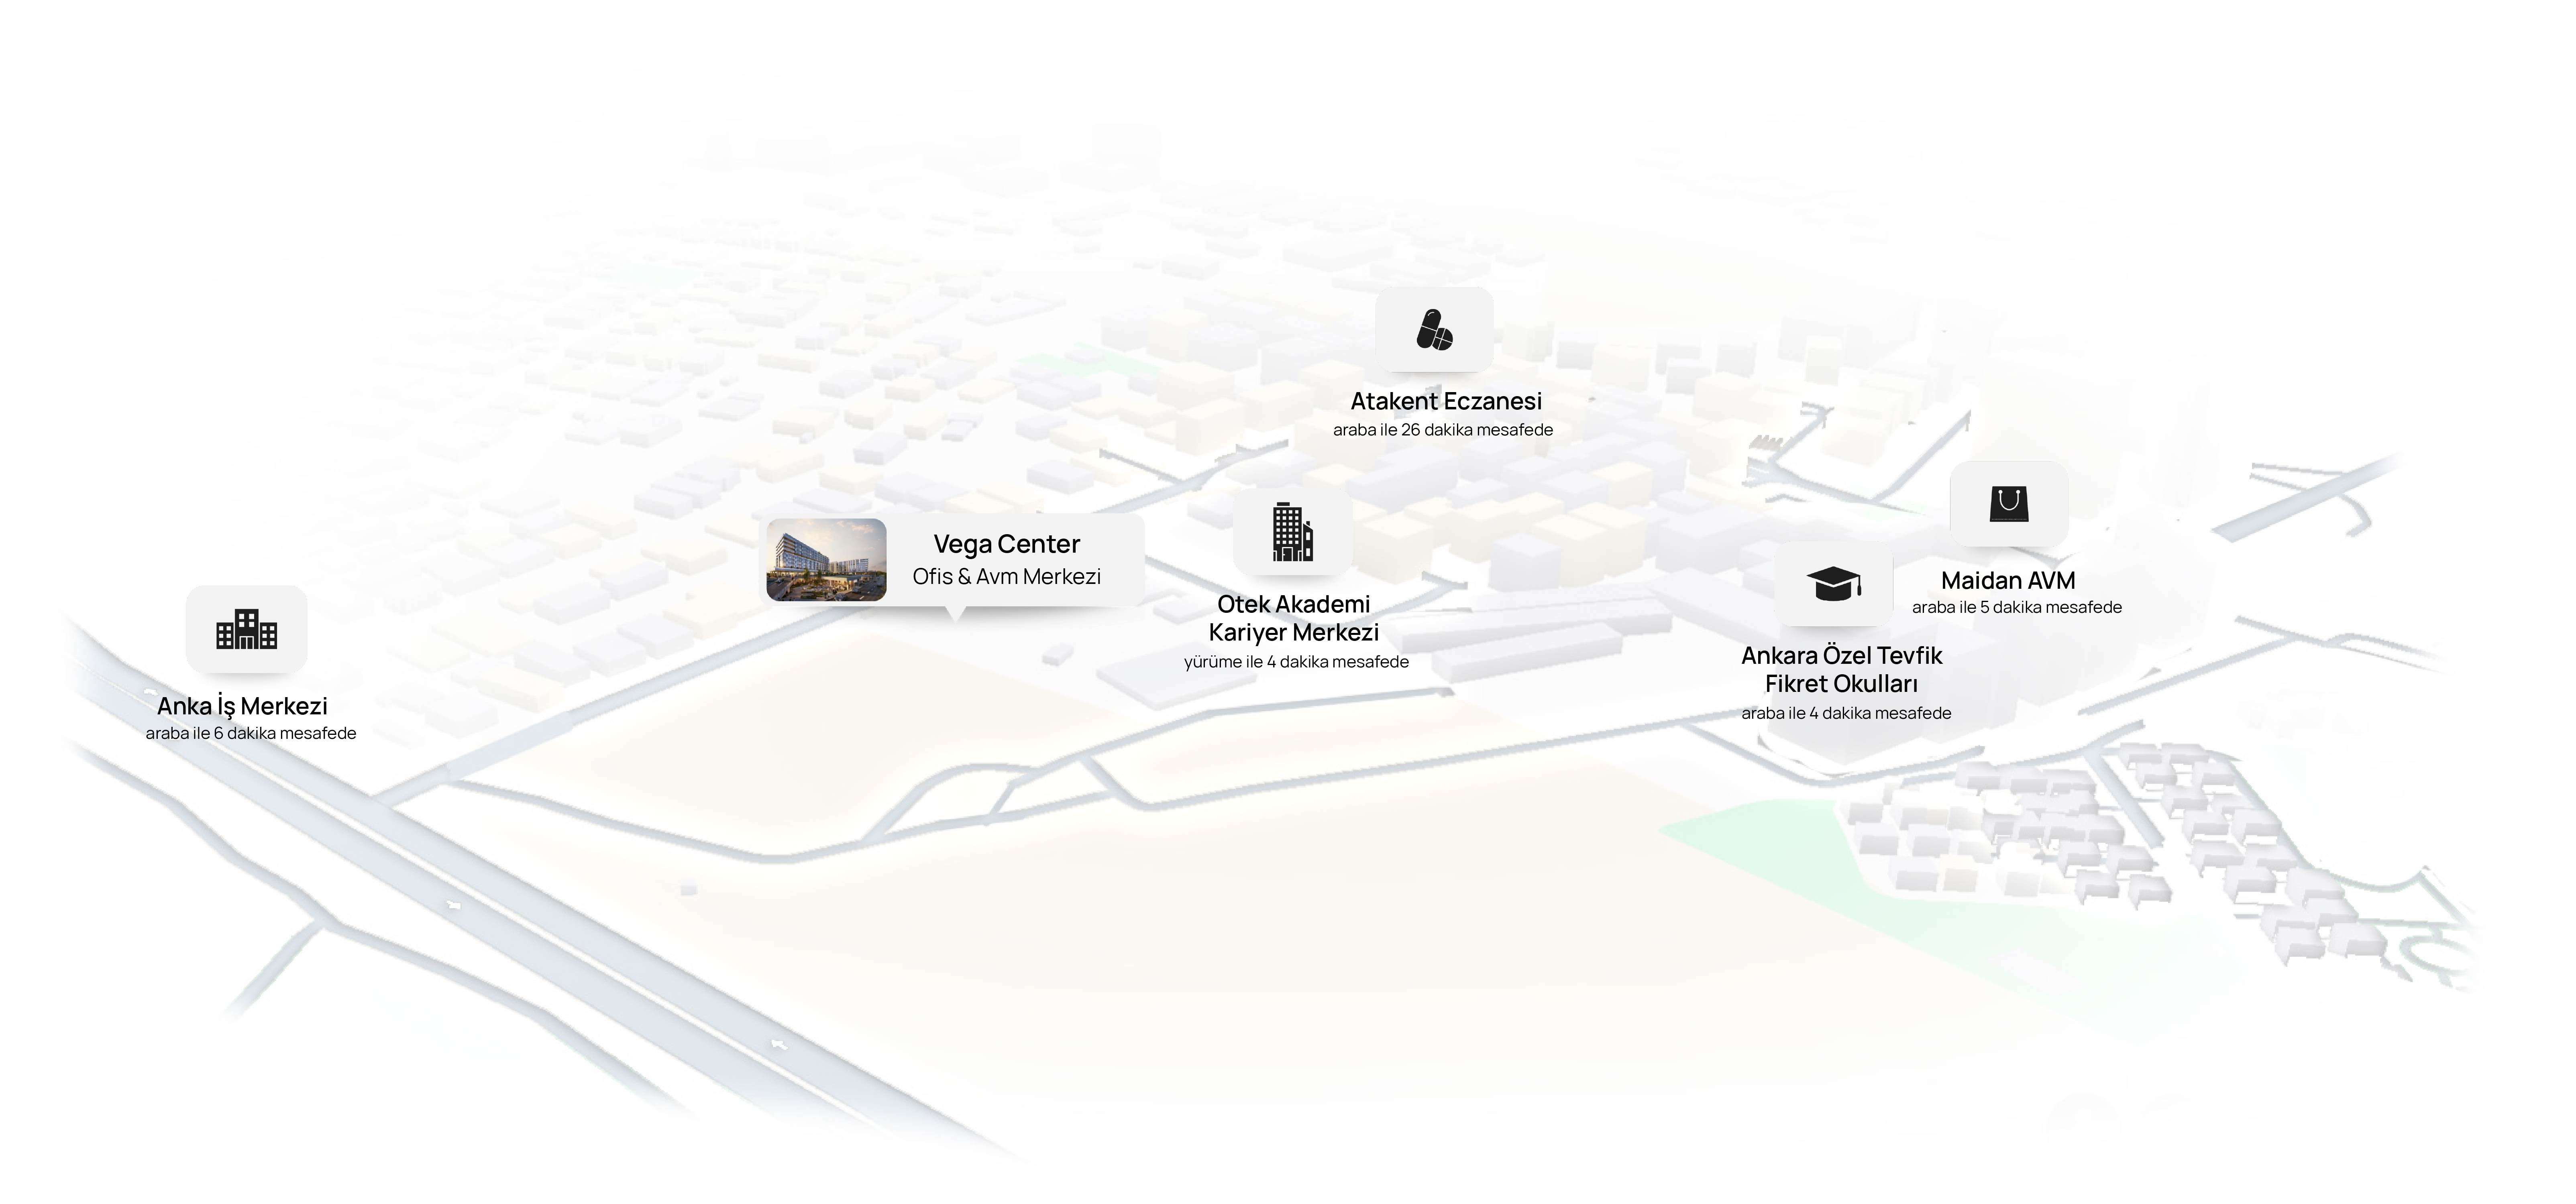 Atakent Eczanesi
araba ile 26 dakika mesafede
Vega Center
Ofis & Avm Merkezi
Otek Akademi
Kariyer Merkezi
yürüme ile 4 dakika mesafede
Maidan AVM
araba ile 5 dakika mesafede
Ankara Özel Tevfik
Fikret Okulları
araba ile 4 dakika mesafede
Anka İş Merkezi
araba ile 6 dakika mesafede